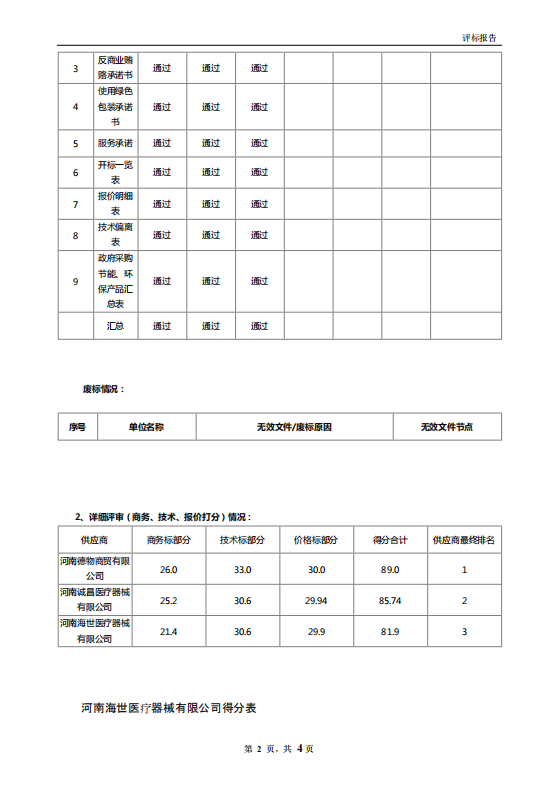 评标报告
3 反商业贿赂承诺书 通过 通过 通过
4 使用绿色包装承诺书 通过 通过 通过
5 服务承诺 通过 通过 通过
6 开标一览表 通过 通过 通过
7 报价明细表 通过 通过 通过
8 技术偏离表 通过 通过 通过
9 政府采购节能、环保产品汇总表 通过 通过 通过
汇总 通过 通过 通过
废标情况：
序号 单位名称 无效文件/废标原因 无效文件节点
2、详细评审（商务、技术、报价打分）情况：
供应商 商务标部分 技术标部分 价格标部分 得分合计 供应商最终排名
河南德物商贸有限公司 26.0 33.0 30.0 89.0 1
河南诚昌医疗器械有限公司 25.2 30.6 29.94 85.74 2
河南海世医疗器械有限公司 21.4 30.6 29.9 81.9 3
河南海世医疗器械有限公司得分表
第 2 页，共 4 页